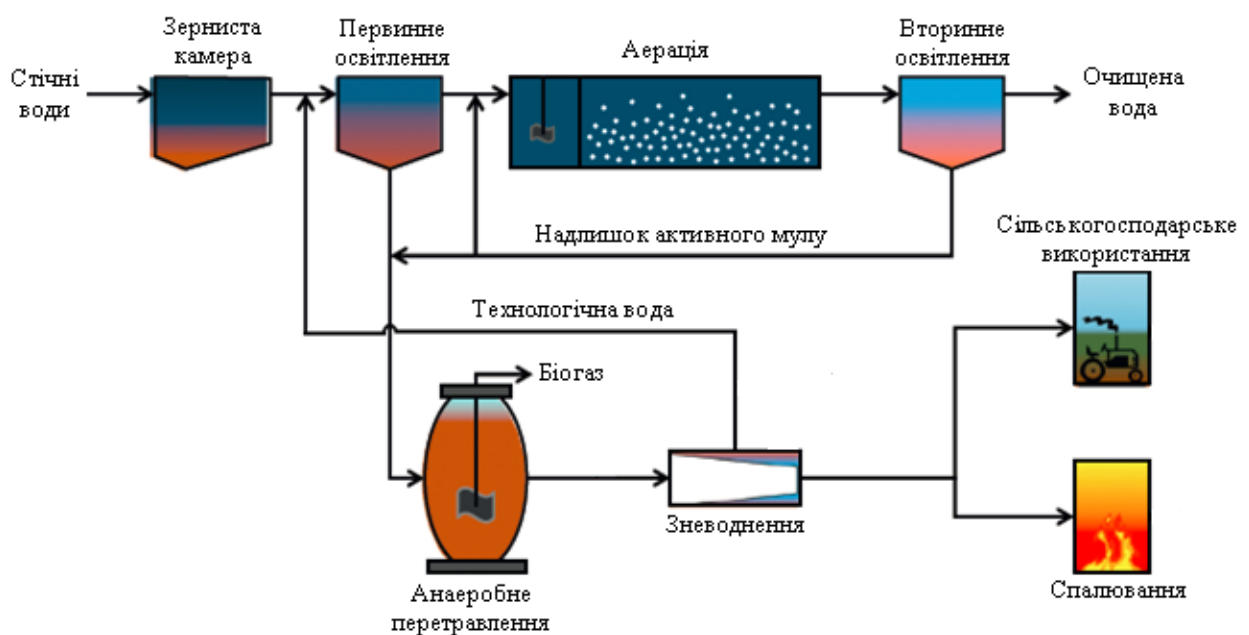 Зерниста
камера
Первинне
освітлення
Аерація
Вторинне
освітлення
Стічні
води
Очищена
вода
Надлишок активного мулу
Сільськогосподарське
використання
Технологічна вода
Біогаз
Зневоднення
Анаеробне
перетравлення
Спалювання